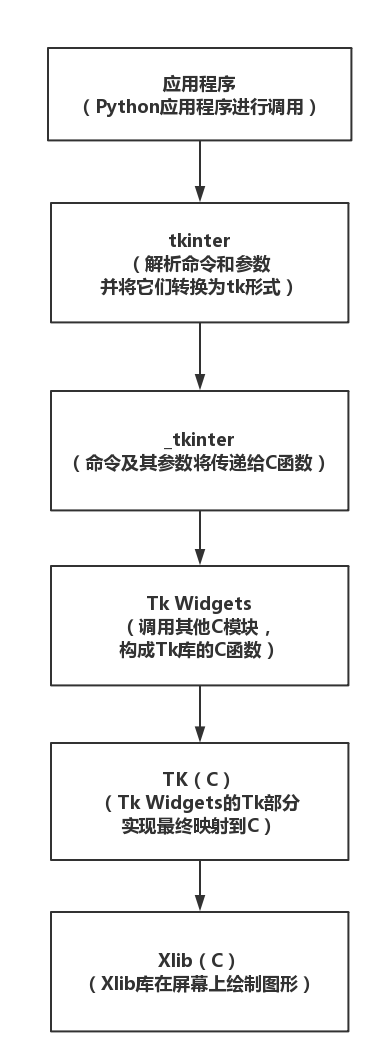 应用程序
（Python应用程序进行调用）
tkinter
（解析命令和参数
并将它们转换为tk形式）
_tkinter
（命令及其参数将传递给C函数）
Tk Widgets
（调用其他C模块，
构成Tk库的C函数）
TK（C）
（Tk Widgets的Tk部分
实现最终映射到C）
Xlib（C）
（Xlib库在屏幕上绘制图形）